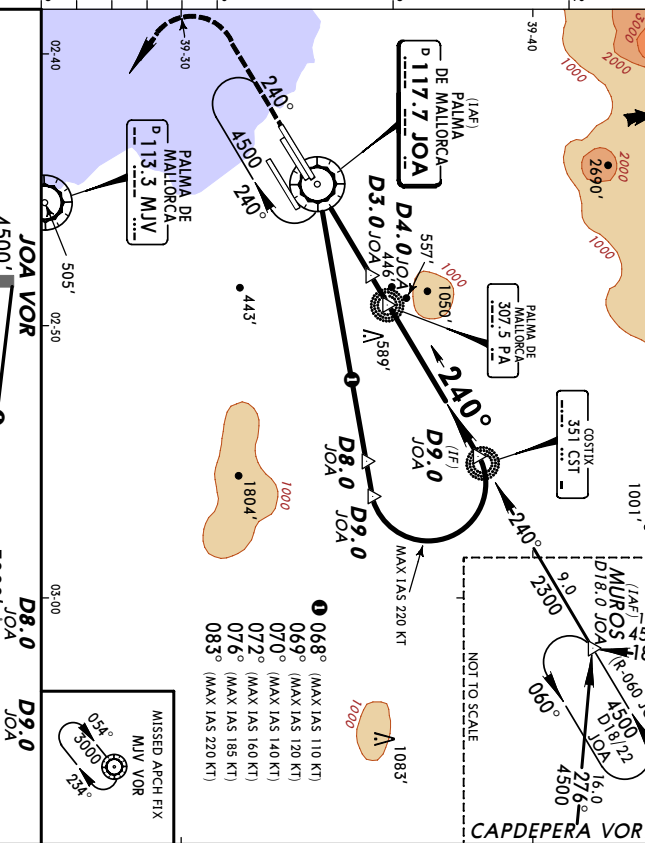 02-40
39-30
39-40
3000
2000
1000
2690'
2000
1000
(IAF)
PALMA
DE MALLORCA
D 117.7 JOA
PALMA DE
MALLORCA
D 113.3 MJV
240°
4500
240°
505'
443'
JOA VOR
4500'
02-50
D3.0
JOA
D4.0
JOA
557'
446'
1000
1050'
589'
PALMA DE
MALLORCA
307.5 PA
240°
COSTIX
351 CST
(IF)
D9.0
JOA
1
D8.0
JOA
D9.0
JOA
MAX IAS 220 KT
1000
1804'
1001'
240°
9.0
2300
(IAF)
MUROS
D18.0 JOA
(R-060 JO
4500
D18/22
JOA
060°
16.0
276°
4500
NOT TO SCALE
CAPDEPERA VOR
03-00
1 068° (MAX IAS 110 KT)
069° (MAX IAS 120 KT)
070° (MAX IAS 140 KT)
072° (MAX IAS 160 KT)
076° (MAX IAS 185 KT)
083° (MAX IAS 220 KT)
1000
1083'
D8.0
JOA
D9.0
JOA
MISSED APCH FIX
MJV VOR
054°
3000
234°